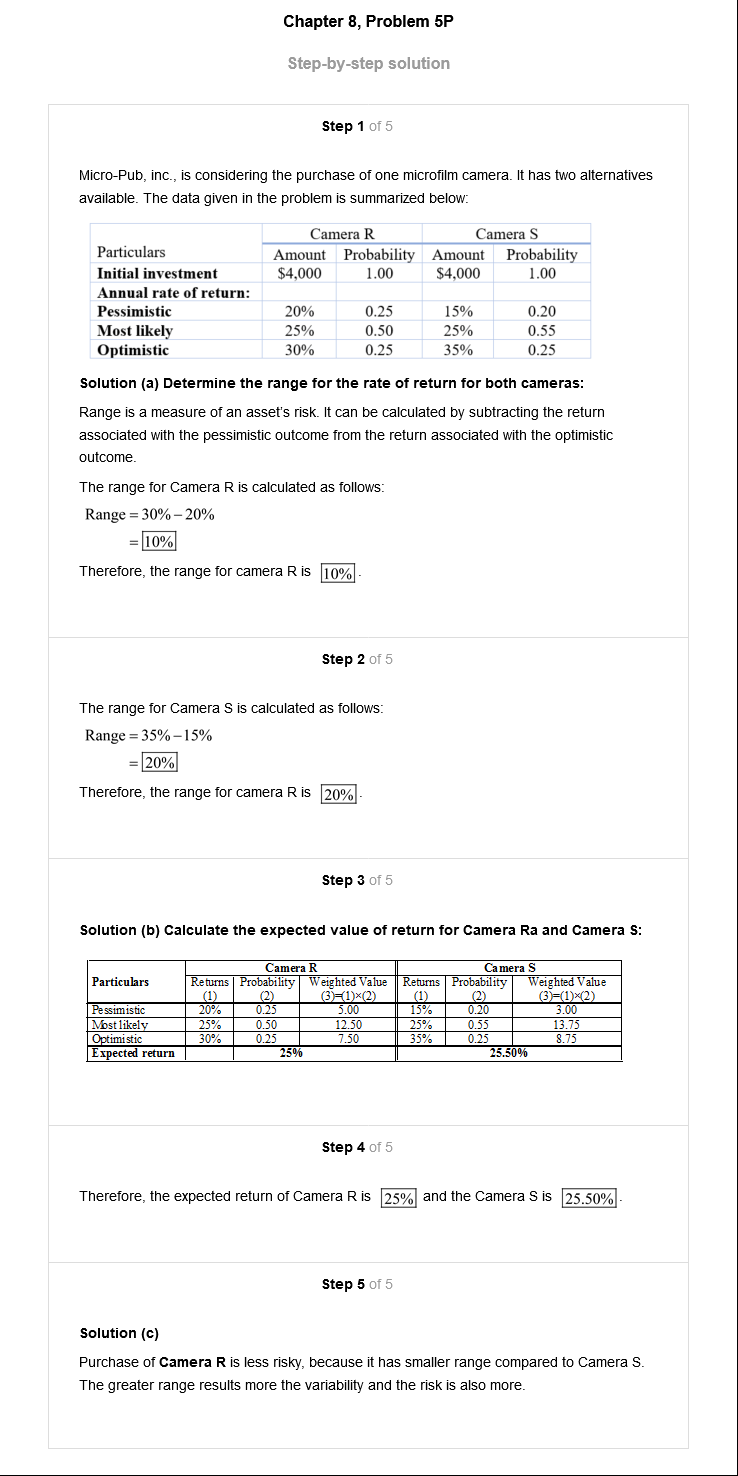 Chapter 8, Problem 5P
Step-by-step solution
Step 1 of 5
Micro-Pub, inc., is considering the purchase of one microfilm camera. It has two alternatives
available. The data given in the problem is summarized below:
Camera R Camera S
Particulars Amount Probability Amount Probability
Initial investment $4,000 1.00 $4,000 1.00
Annual rate of return:
Pessimistic 20% 0.25 15% 0.20
Most likely 25% 0.50 25% 0.55
Optimistic 30% 0.25 35% 0.25
Solution (a) Determine the range for the rate of return for both cameras:
Range is a measure of an asset's risk. It can be calculated by subtracting the return
associated with the pessimistic outcome from the return associated with the optimistic
outcome.
The range for Camera R is calculated as follows:
Range = 30% – 20%
= 10%
Therefore, the range for camera R is 10%.
Step 2 of 5
The range for Camera S is calculated as follows:
Range = 35% – 15%
= 20%
Therefore, the range for camera R is 20%.
Step 3 of 5
Solution (b) Calculate the expected value of return for Camera Ra and Camera S:
Camera R Camera S
Particulars Returns Probability Weighted Value Returns Probability Weighted Value
(1) (2) (3)=(1)×(2) (1) (2) (3)=(1)×(2)
Pessimistic 20% 0.25 5.00 15% 0.20 3.00
Most likely 25% 0.50 12.50 25% 0.55 13.75
Optimistic 30% 0.25 7.50 35% 0.25 8.75
Expected return 25% 25.50%
Step 4 of 5
Therefore, the expected return of Camera R is 25% and the Camera S is 25.50%.
Step 5 of 5
Solution (c)
Purchase of Camera R is less risky, because it has smaller range compared to Camera S.
The greater range results more the variability and the risk is also more.